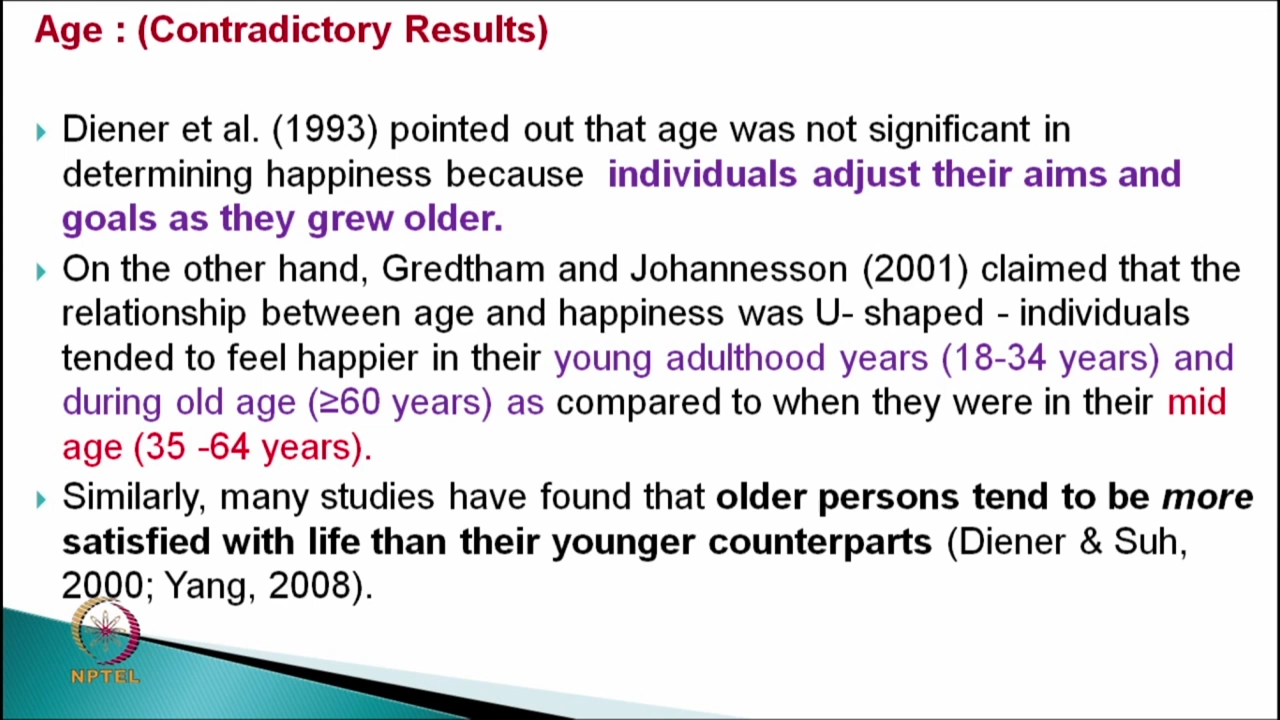 Age : (Contradictory Results)
Diener et al. (1993) pointed out that age was not significant in
determining happiness because individuals adjust their aims and
goals as they grew older.
On the other hand, Gredtham and Johannesson (2001) claimed that the
relationship between age and happiness was U- shaped - individuals
tended to feel happier in their young adulthood years (18-34 years) and
during old age (≥60 years) as compared to when they were in their mid
age (35 -64 years).
Similarly, many studies have found that older persons tend to be more
satisfied with life than their younger counterparts (Diener & Suh,
2000; Yang, 2008).
NPTEL